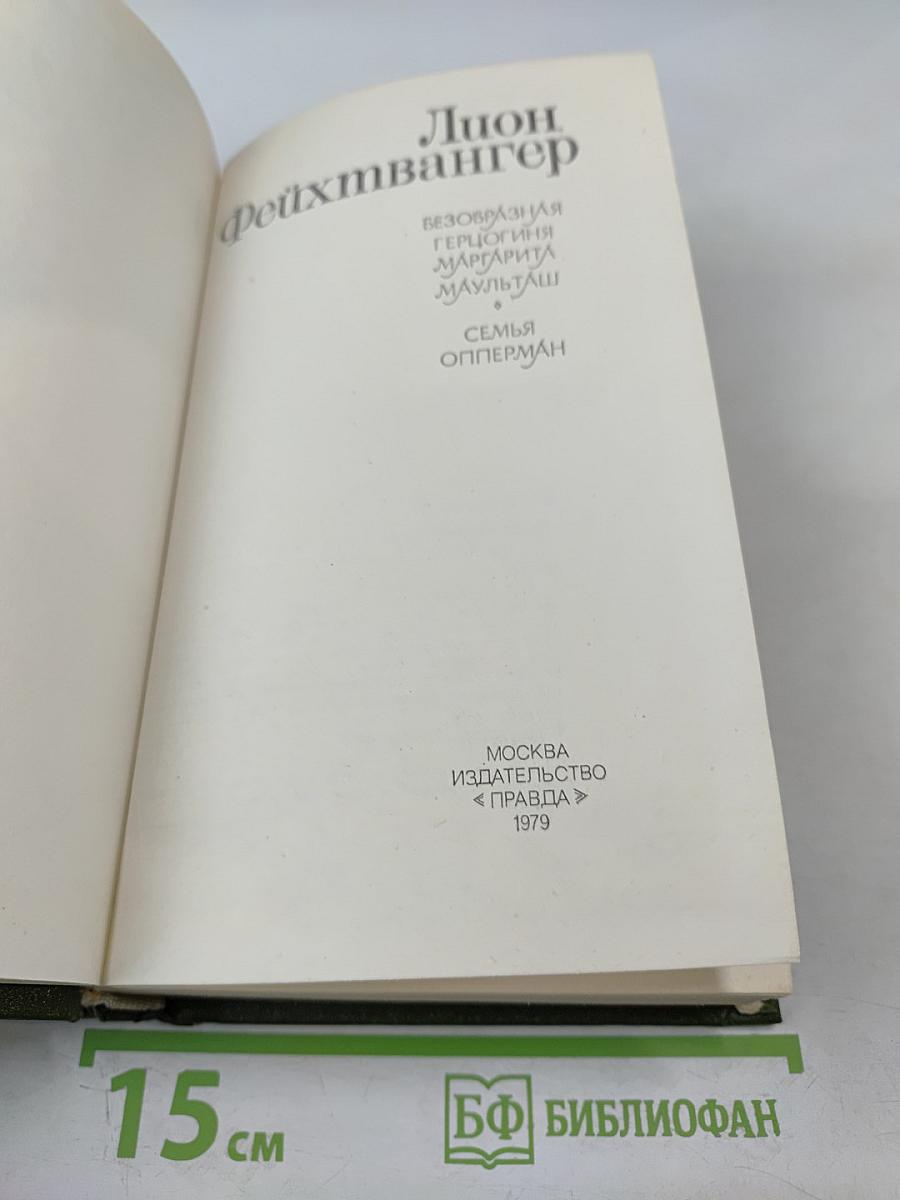 Лион
Фейхтвангер
БЕЗОБРАЗНАЯ
ГЕРЦОГИНЯ
МАРГАРИТА
МАУЛЬТАШ
СЕМЬЯ
ОППЕРМАН
МОСКВА
ИЗДАТЕЛЬСТВО
«ПРАВДА»
1979
15 см
БФ БИБЛИОФАН